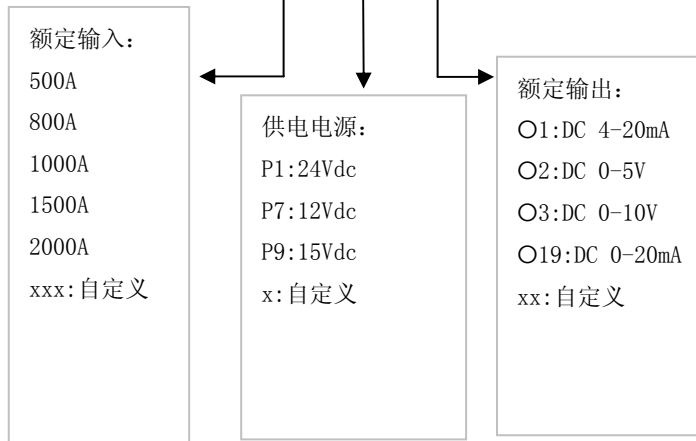 额定输入：
500A
800A
1000A
1500A
2000A
xxx:自定义
供电电源：
P1:24Vdc
P7:12Vdc
P9:15Vdc
x:自定义
额定输出：
O1:DC 4-20mA
O2:DC 0-5V
O3:DC 0-10V
O19:DC 0-20mA
xx:自定义